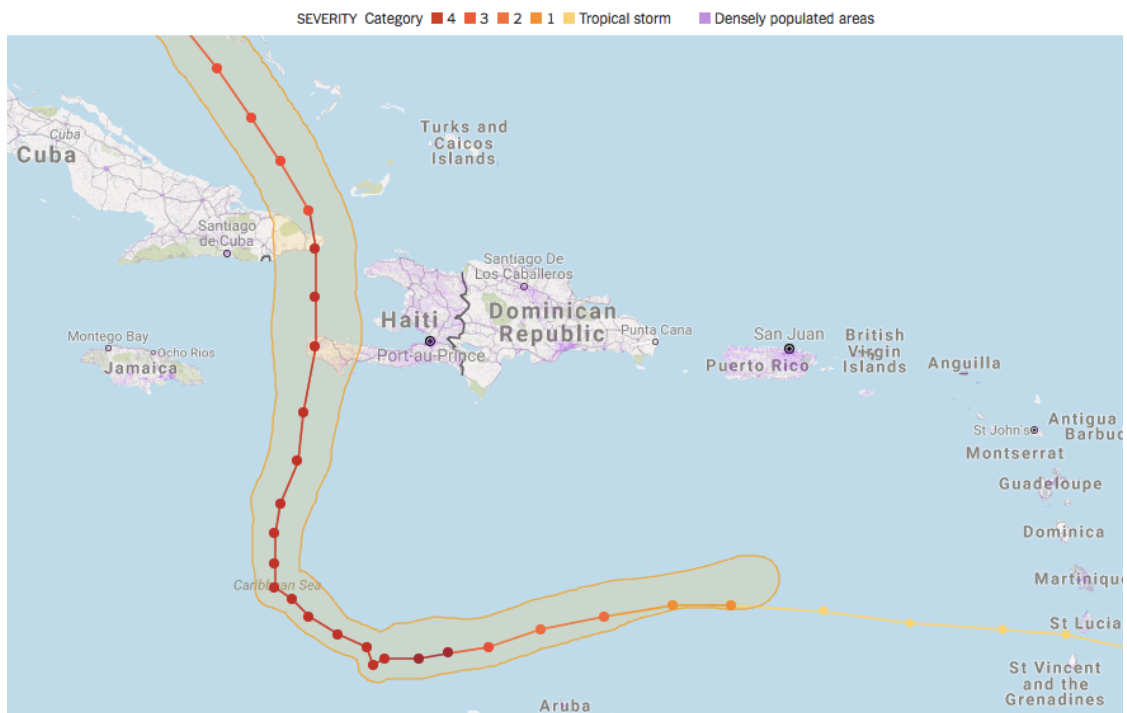 SEVERITY Category 4 3 2 1 Tropical storm Densely populated areas
Turks and
Caicos
Islands
Cuba
Cuba
Santiago
de Cuba
Santiago De
Los Caballeros
Haiti
Dominican
Republic
Punta Cana
San Juan
British
Virgin
Islands
Montego Bay
Ocho Rios
Jamaica
Port-au-Prince
Puerto Rico
Anguilla
St John's
Antigua
Barbud
Montserrat
Guadeloupe
Dominica
Caribbean Sea
Martinique
St Lucia
St Vincent
and the
Grenadines
Aruba